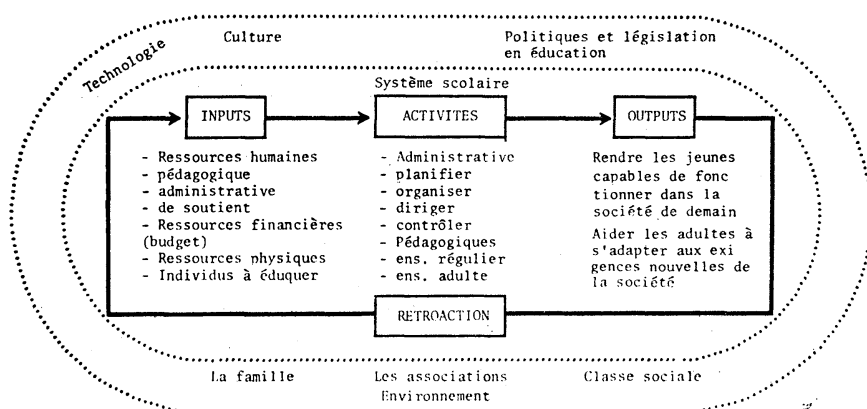 Culture
Politiques et législation
en éducation
Technologie
Système scolaire
INPUTS
ACTIVITES
OUTPUTS
- Ressources humaines
- pédagogique
- administrative
- de soutient
- Ressources financières
(budget)
- Ressources physiques
- Individus à éduquer
- Administrative
- planifier
- organiser
- diriger
- contrôler
- Pédagogiques
- ens. régulier
- ens. adulte
Rendre les jeunes
capables de fonc
tionner dans la
société de demain
Aider les adultes à
s'adapter aux exi
gences nouvelles de
la société
RETROACTION
La famille
Les associations
Classe sociale
Environnement